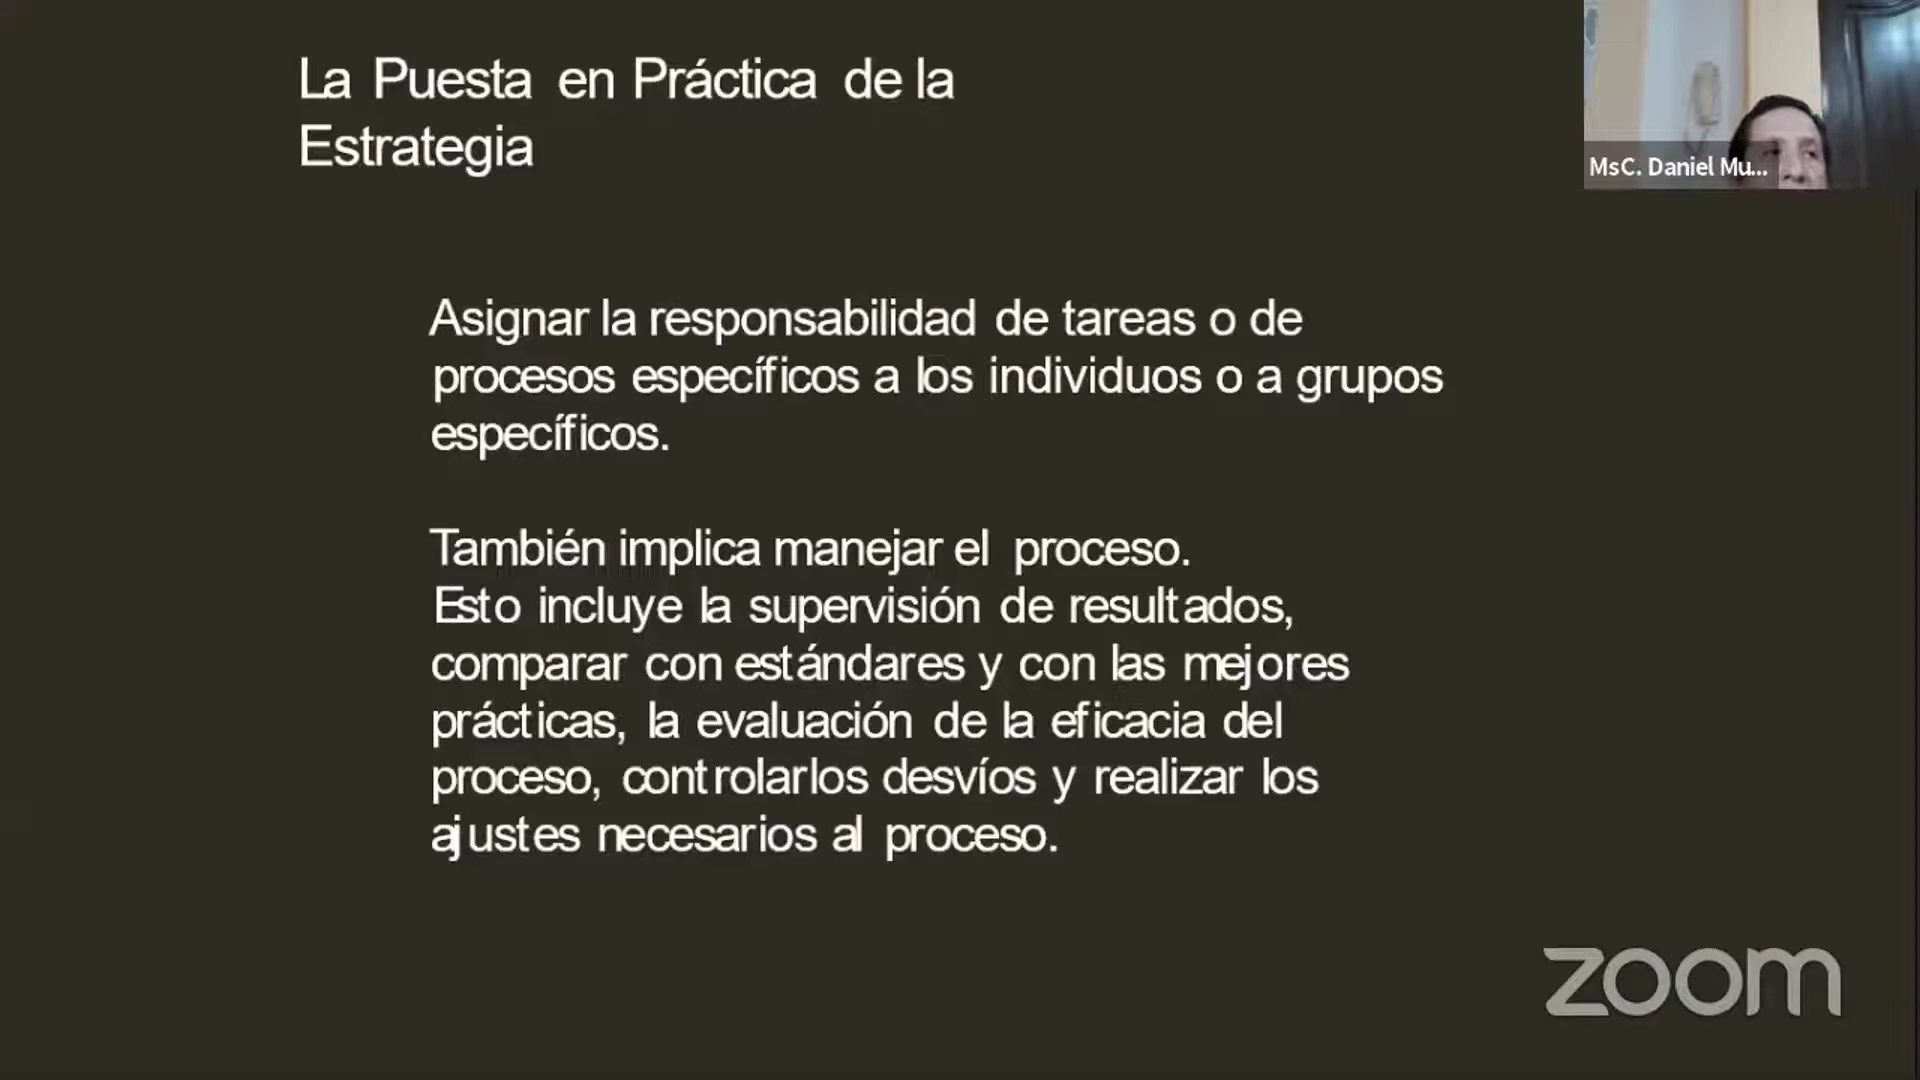 La Puesta en Práctica de la
Estrategia
MsC. Daniel Mu...
Asignar la responsabilidad de tareas o de
procesos específicos a los individuos o a grupos
específicos.
También implica manejar el proceso.
Esto incluye la supervisión de resultados,
comparar con estándares y con las mejores
prácticas, la evaluación de la eficacia del
proceso, controlarlos desvíos y realizar los
ajustes necesarios al proceso.
zoom